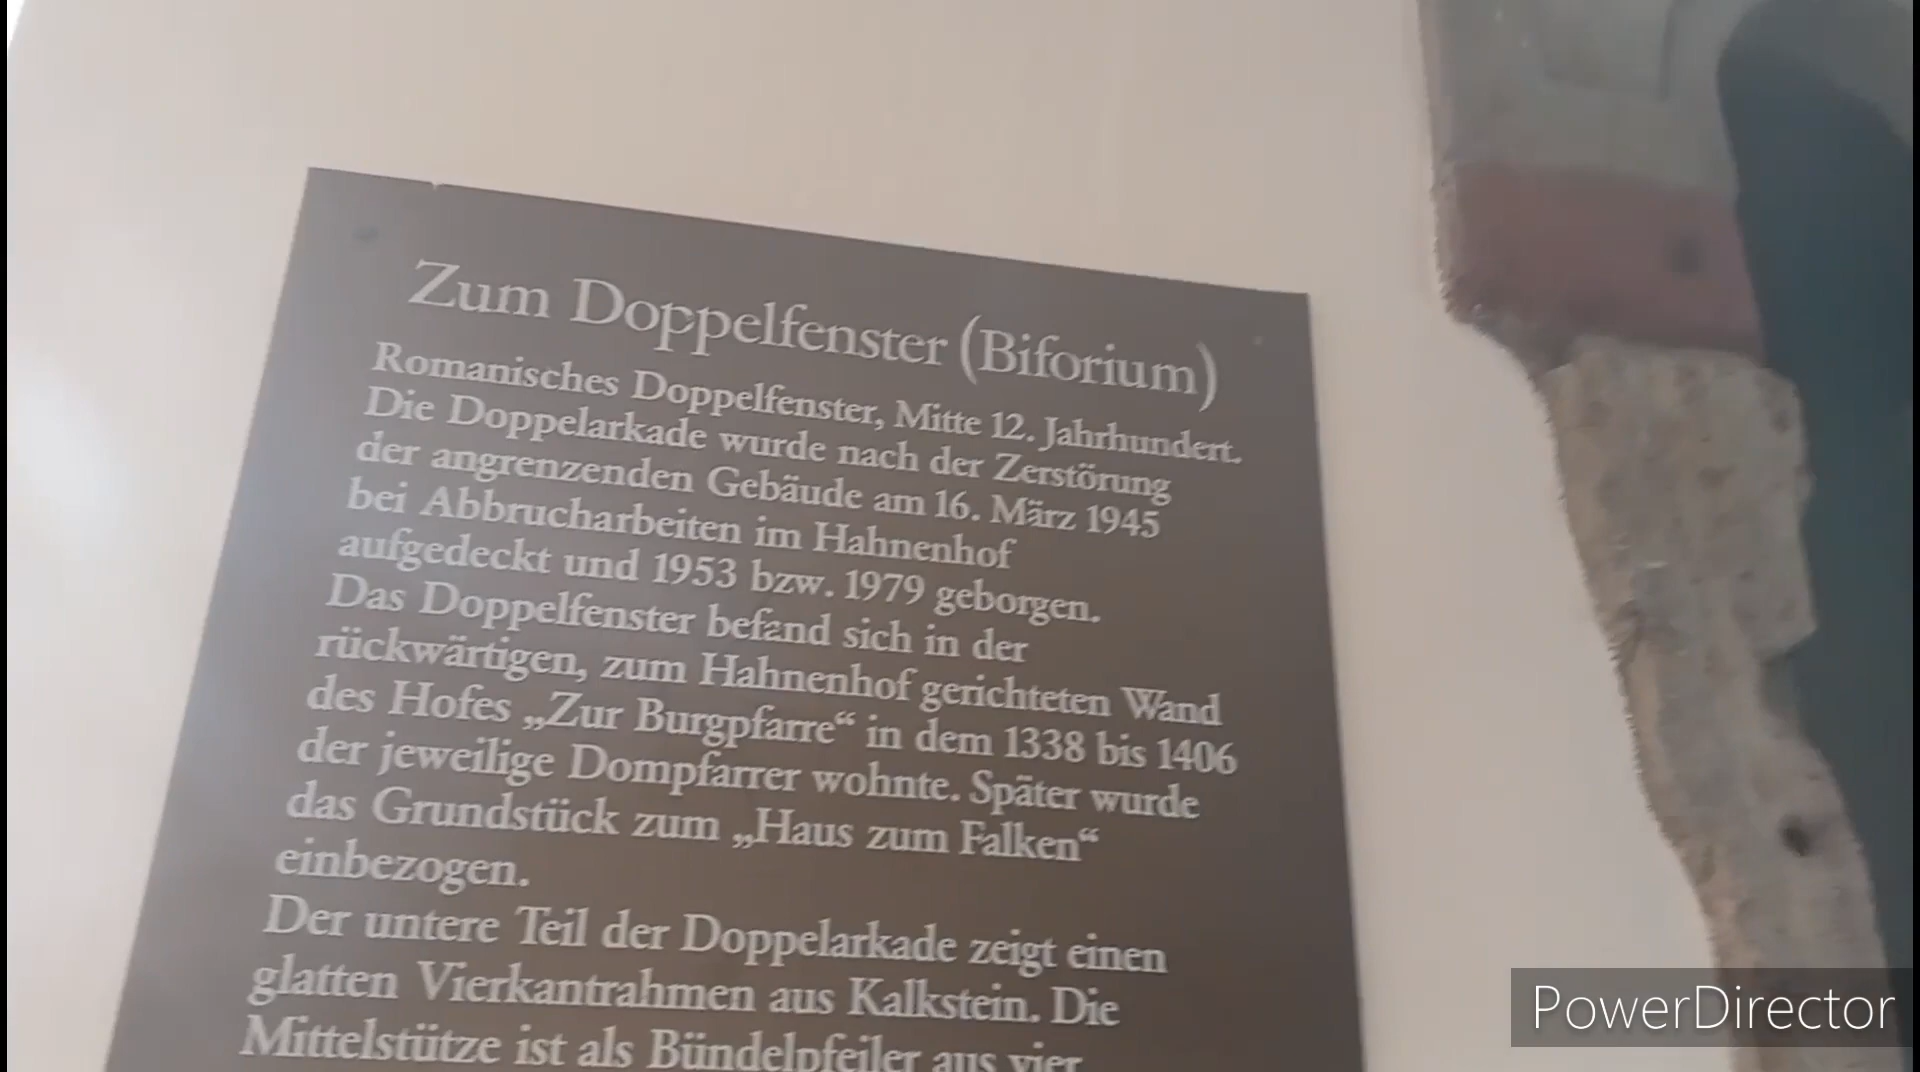 Zum Doppelfenster (Biforium)
Romanisches Doppelfenster, Mitte 12. Jahrhundert.
Die Doppelarkade wurde nach der Zerstörung
der angrenzenden Gebäude am 16. März 1945
bei Abbrucharbeiten im Hahnenhof
aufgedeckt und 1953 bzw. 1979 geborgen.
Das Doppelfenster befand sich in der
rückwärtigen, zum Hahnenhof gerichteten Wand
des Hofes „Zur Burgpfarre“ in dem 1338 bis 1406
der jeweilige Dompfarrer wohnte. Später wurde
das Grundstück zum „Haus zum Falken“
einbezogen.
Der untere Teil der Doppelarkade zeigt einen
glatten Vierkantrahmen aus Kalkstein. Die
Mittelstütze ist als Bündelpfeiler aus vier
PowerDirector